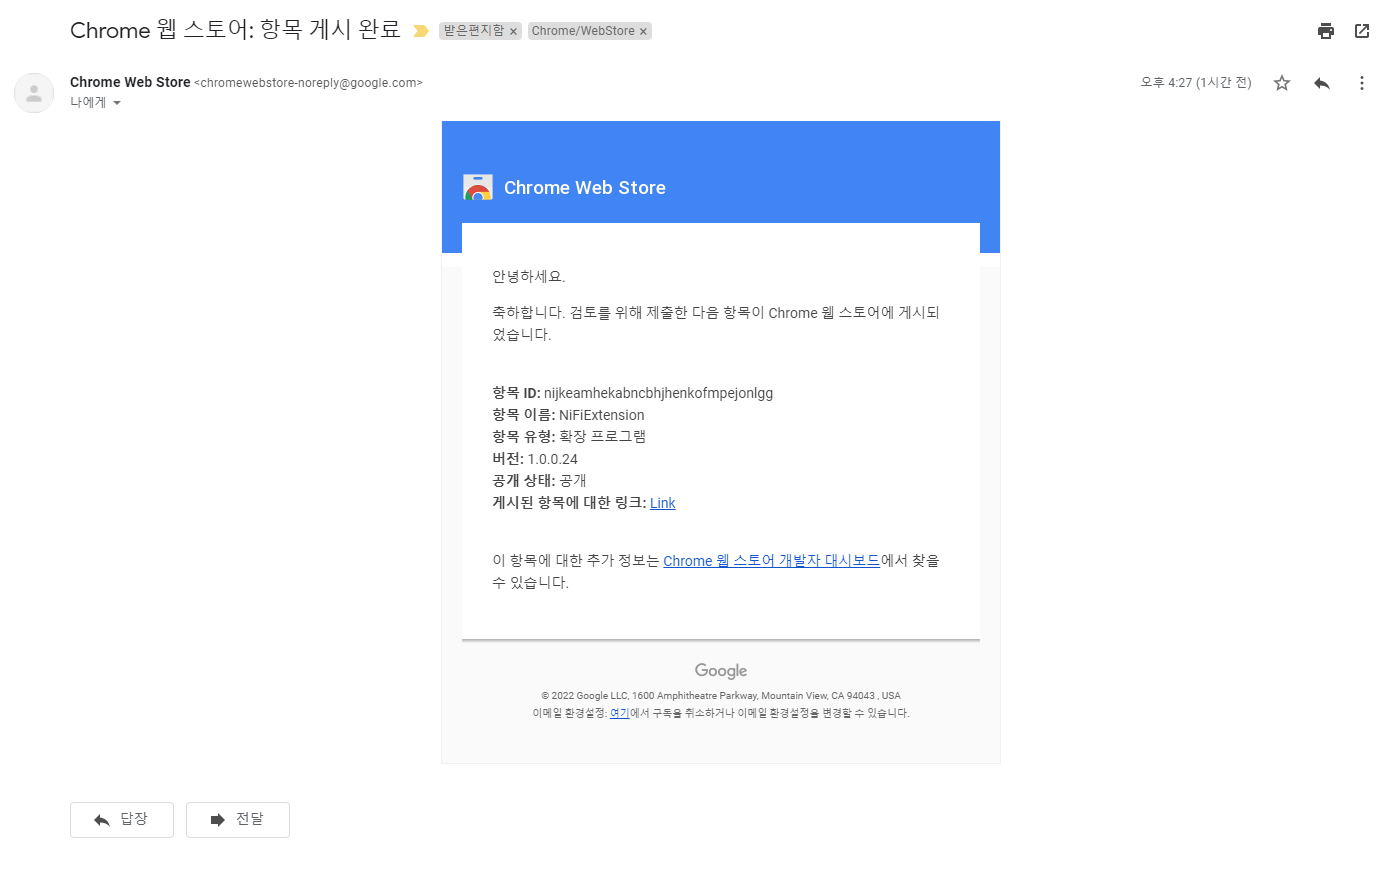 Chrome 웹 스토어: 항목 게시 완료
받은편지함 ×
Chrome/WebStore ×
Chrome Web Store <chromewebstore-noreply@google.com>
오후 4:27 (1시간 전)
나에게
Chrome Web Store
안녕하세요.
축하합니다. 검토를 위해 제출한 다음 항목이 Chrome 웹 스토어에 게시되
었습니다.
항목 ID: nijkeamhekabncbhjhenkofmpejonlgg
항목 이름: NiFiExtension
항목 유형: 확장 프로그램
버전: 1.0.0.24
공개 상태: 공개
게시된 항목에 대한 링크: Link
이 항목에 대한 추가 정보는 Chrome 웹 스토어 개발자 대시보드에서 찾을
수 있습니다.
Google
© 2022 Google LLC, 1600 Amphitheatre Parkway, Mountain View, CA 94043 , USA
이메일 환경설정: 여기에서 구독을 취소하거나 이메일 환경설정을 변경할 수 있습니다.
답장
전달